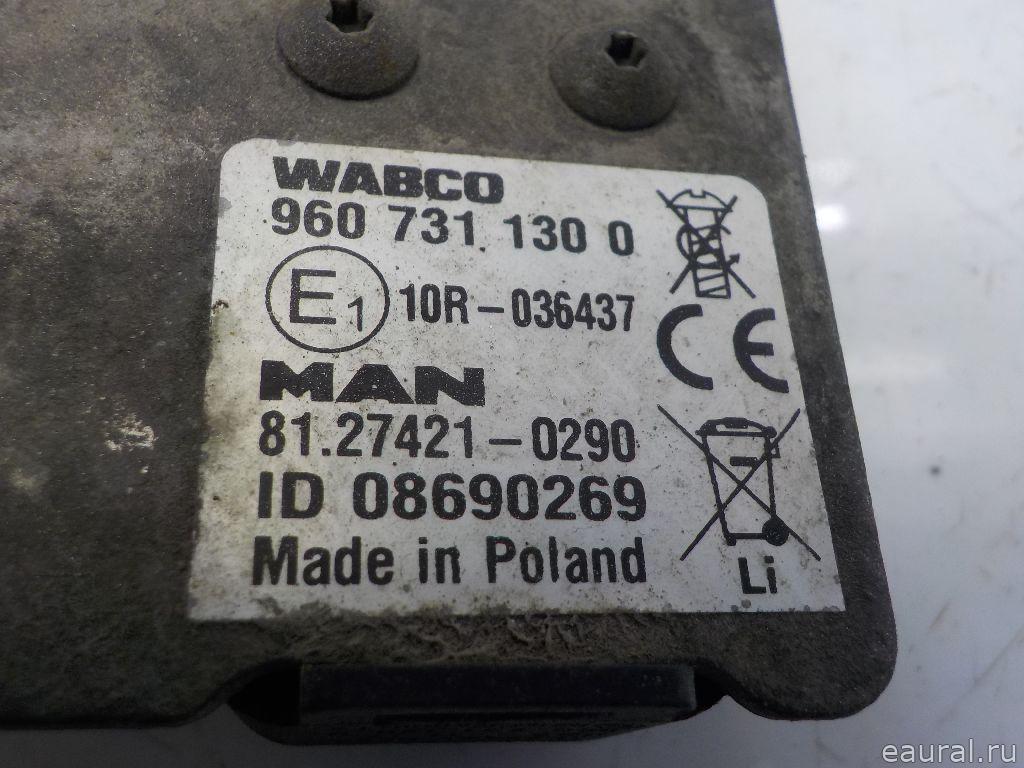 WABCO
960 731 130 0
E1 10R-036437
CE
MAN
81.27421-0290
ID 08690269
Made in Poland
Li
eaural.ru